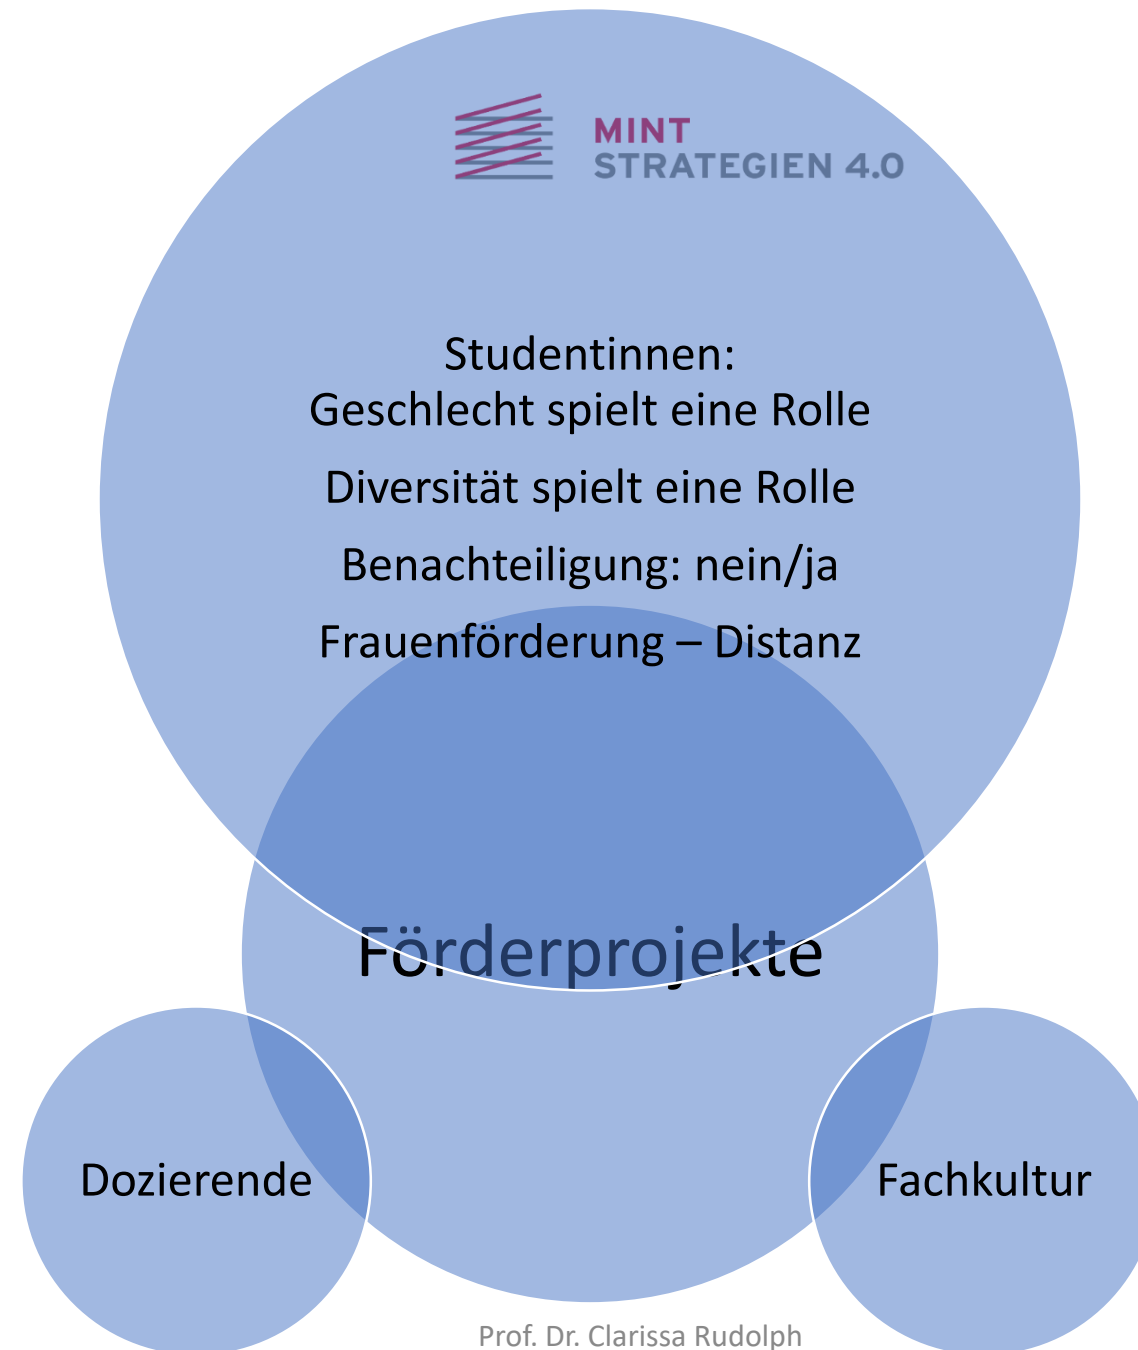 MINT
STRATEGIEN 4.0
Studentinnen:
Geschlecht spielt eine Rolle
Diversität spielt eine Rolle
Benachteiligung: nein/ja
Frauenförderung – Distanz
Förderprojekte
Dozierende
Fachkultur
Prof. Dr. Clarissa Rudolph